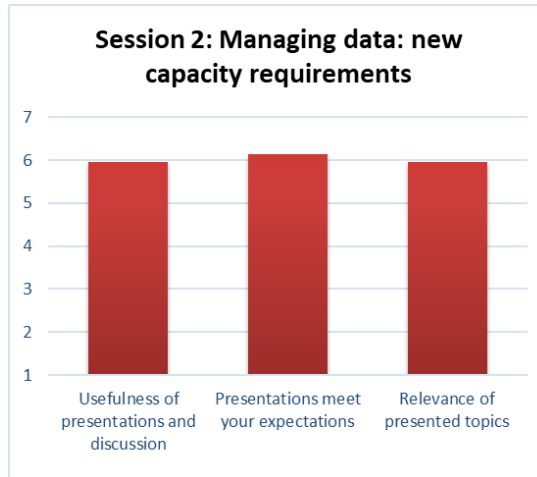 Session 2: Managing data: new
capacity requirements
7
6
5
4
3
2
1
Usefulness of
presentations and
discussion
Presentations meet
your expectations
Relevance of
presented topics